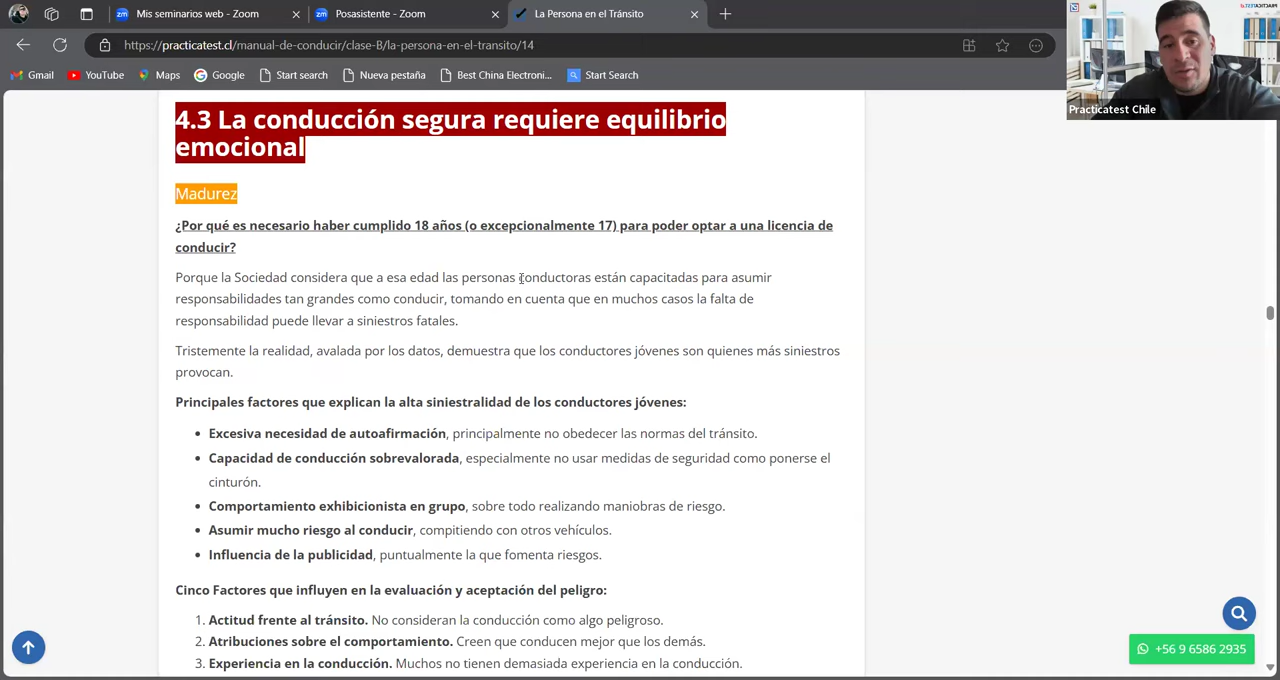 Mis seminarios web - Zoom
Posasistente - Zoom
La Persona en el Tránsito
https://practicatest.cl/manual-de-conducir/clase-B/la-persona-en-el-transito/14
Gmail
YouTube
Maps
Google
Start search
Nueva pestaña
Best China Electroni...
Start Search
Practicatest Chile
4.3 La conducción segura requiere equilibrio
emocional
Madurez
¿Por qué es necesario haber cumplido 18 años (o excepcionalmente 17) para poder optar a una licencia de
conducir?
Porque la Sociedad considera que a esa edad las personas conductoras están capacitadas para asumir
responsabilidades tan grandes como conducir, tomando en cuenta que en muchos casos la falta de
responsabilidad puede llevar a siniestros fatales.
Tristemente la realidad, avalada por los datos, demuestra que los conductores jóvenes son quienes más siniestros
provocan.
Principales factores que explican la alta siniestralidad de los conductores jóvenes:
• Excesiva necesidad de autoafirmación, principalmente no obedecer las normas del tránsito.
• Capacidad de conducción sobrevalorada, especialmente no usar medidas de seguridad como ponerse el
cinturón.
• Comportamiento exhibicionista en grupo, sobre todo realizando maniobras de riesgo.
• Asumir mucho riesgo al conducir, compitiendo con otros vehículos.
• Influencia de la publicidad, puntualmente la que fomenta riesgos.
Cinco Factores que influyen en la evaluación y aceptación del peligro:
1. Actitud frente al tránsito. No consideran la conducción como algo peligroso.
2. Atribuciones sobre el comportamiento. Creen que conducen mejor que los demás.
3. Experiencia en la conducción. Muchos no tienen demasiada experiencia en la conducción.
+56 9 6586 2935